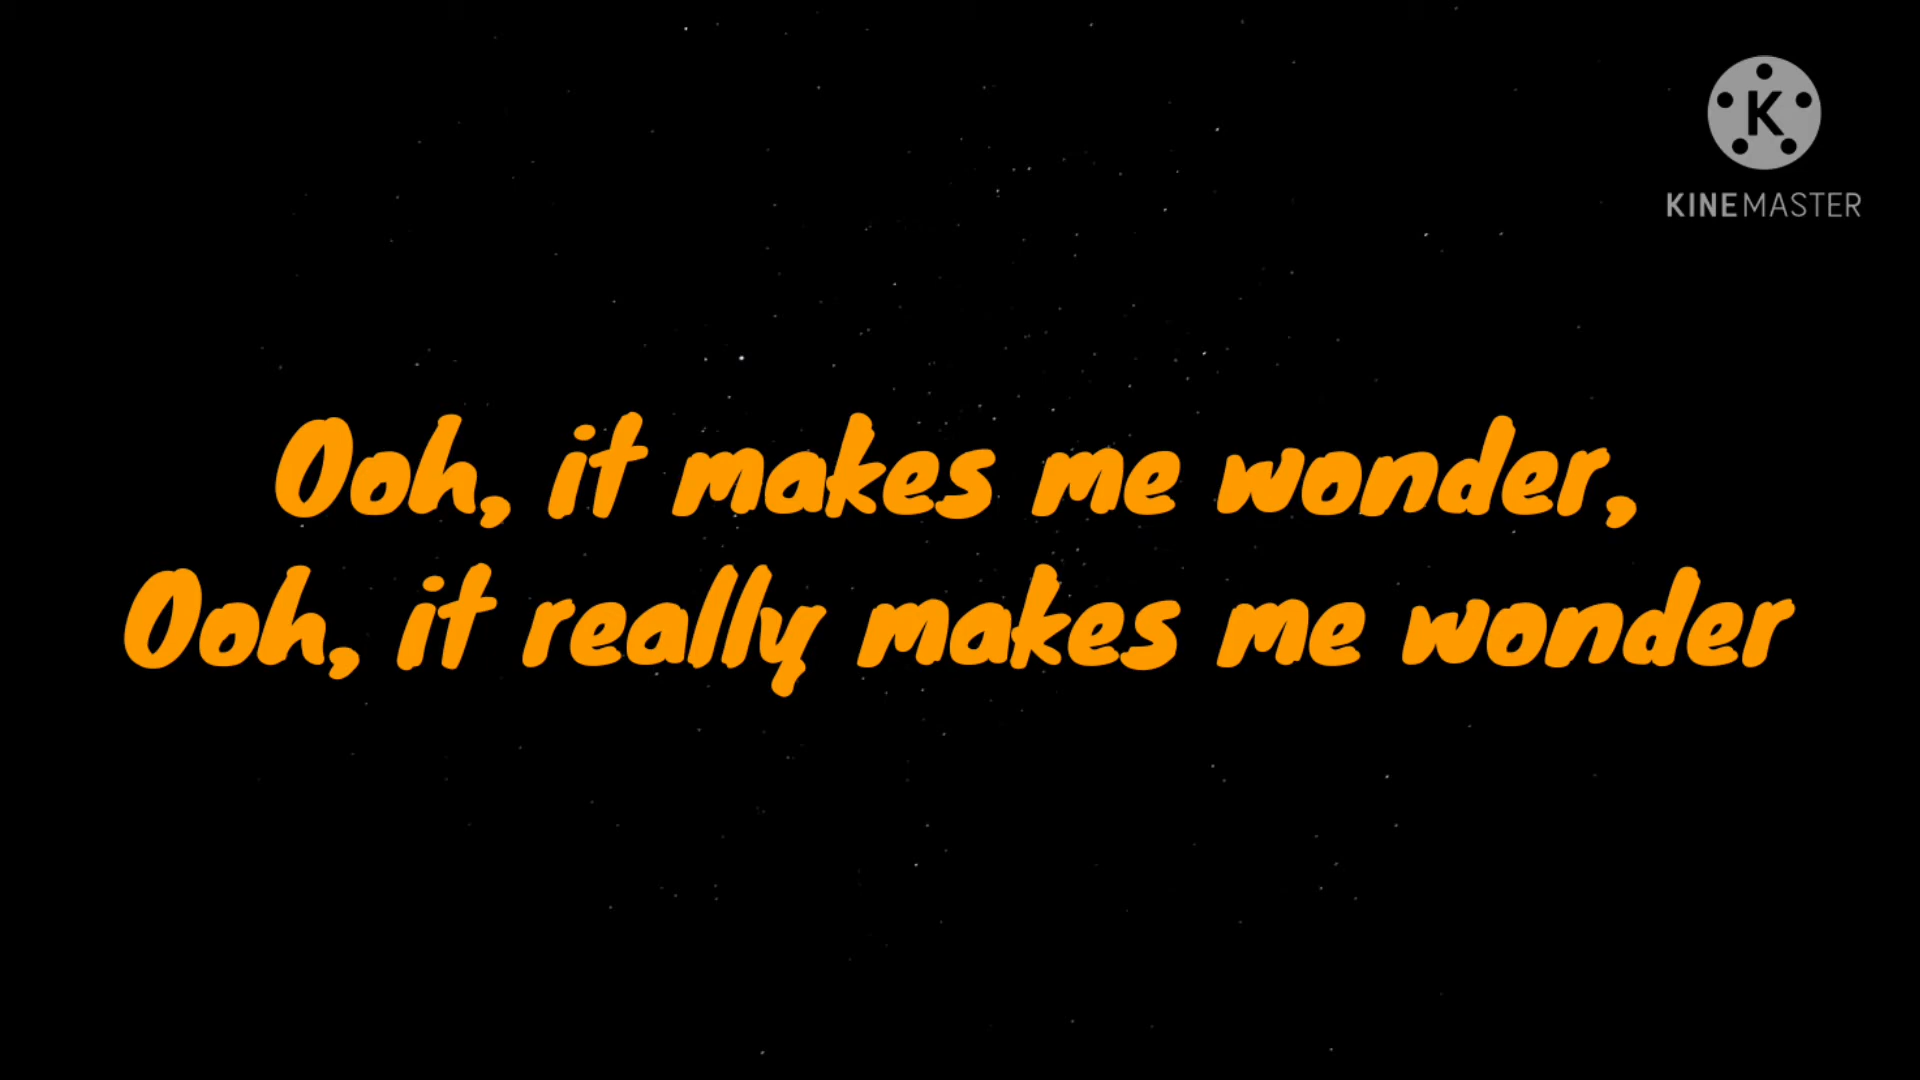 K
KINEMASTER
Ooh, it makes me wonder,
Ooh, it really makes me wonder